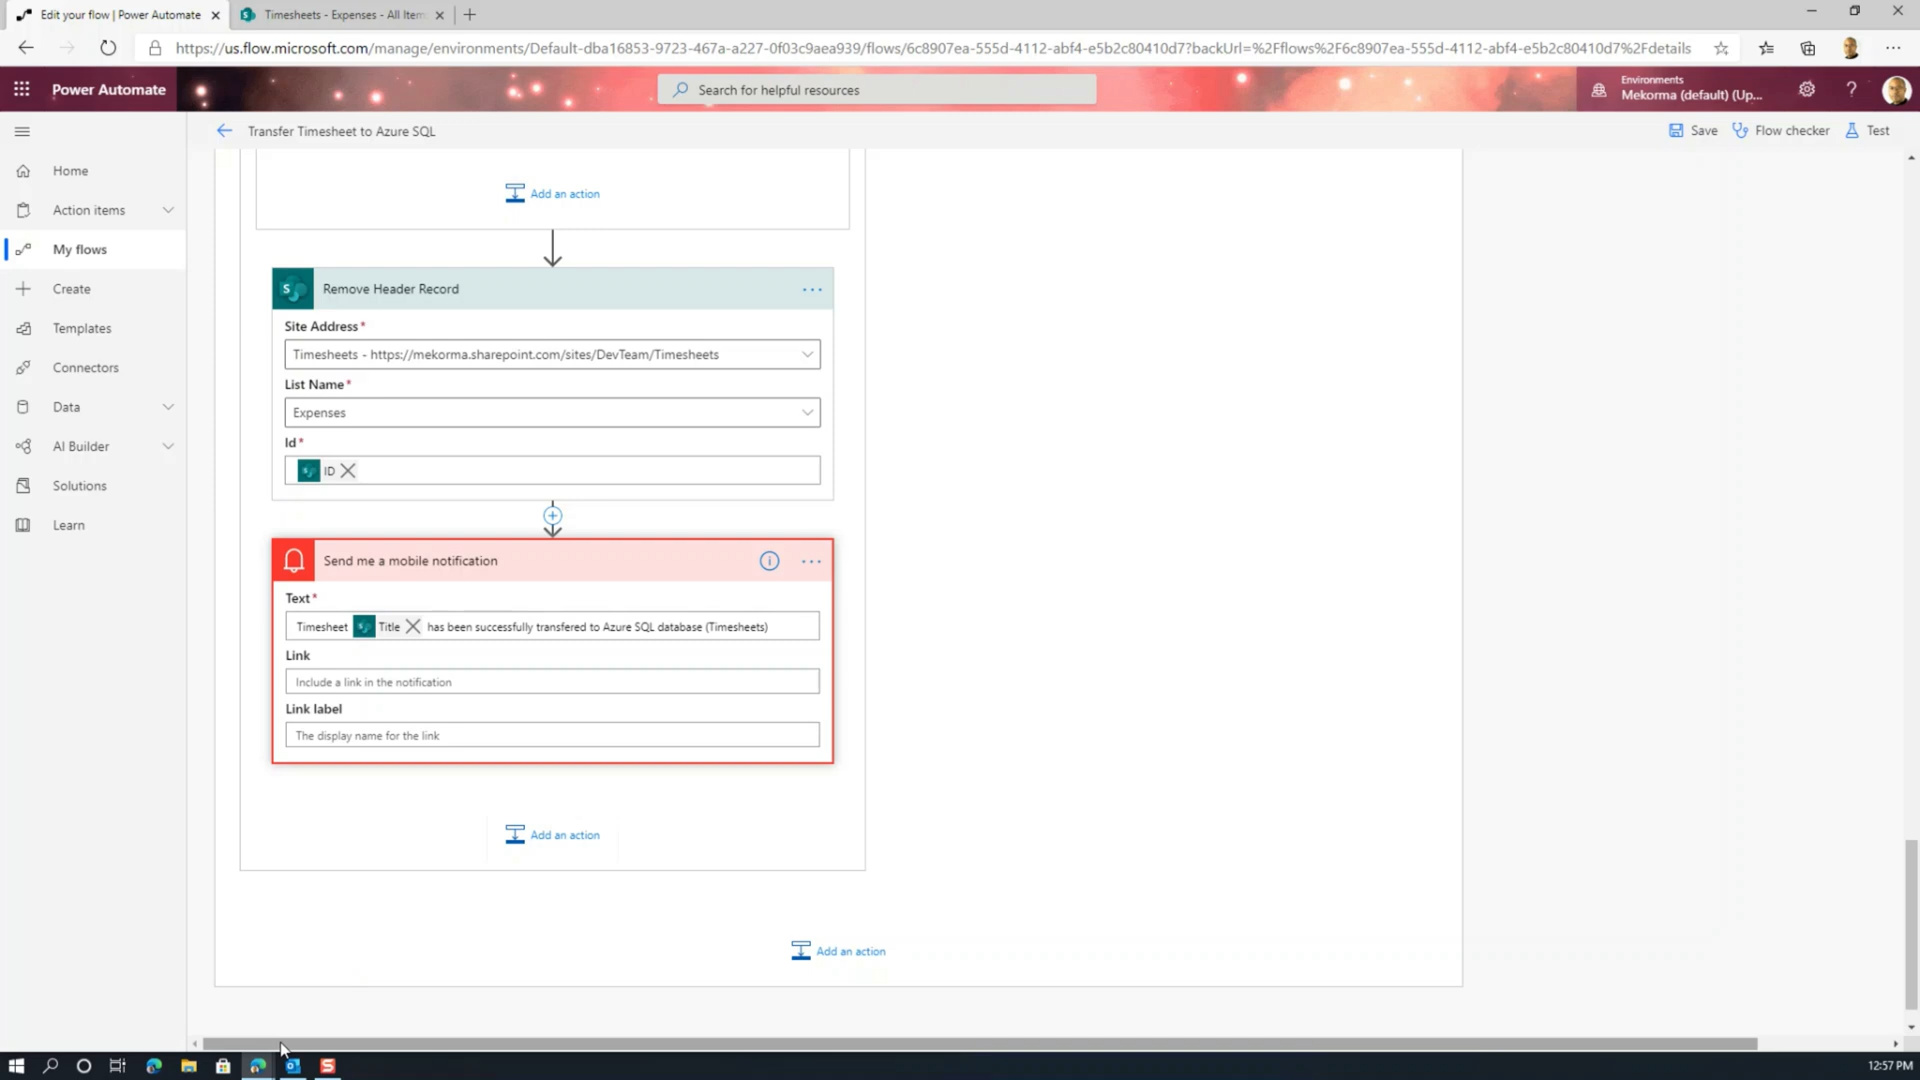 Edit your flow | Power Automate
Timesheets - Expenses - All Item
https://us.flow.microsoft.com/manage/environments/Default-dba16853-9723-467a-a227-0f03c9aea939/flows/6c8907ea-555d-4112-abf4-e5b2c80410d7?backUrl=%2Fflows%2F6c8907ea-555d-4112-abf4-e5b2c80410d7%2Fdetails
Power Automate
Search for helpful resources
Environments
Mekorma (default) (Up...
?
Transfer Timesheet to Azure SQL
Save
Flow checker
Test
Home
Action items
My flows
Create
Templates
Connectors
Data
AI Builder
Solutions
Learn
Add an action
Remove Header Record
Site Address*
Timesheets - https://mekorma.sharepoint.com/sites/DevTeam/Timesheets
List Name*
Expenses
Id*
ID
Send me a mobile notification
Text*
Timesheet Title has been successfully transfered to Azure SQL database (Timesheets)
Link
Include a link in the notification
Link label
The display name for the link
Add an action
Add an action
12:57 PM